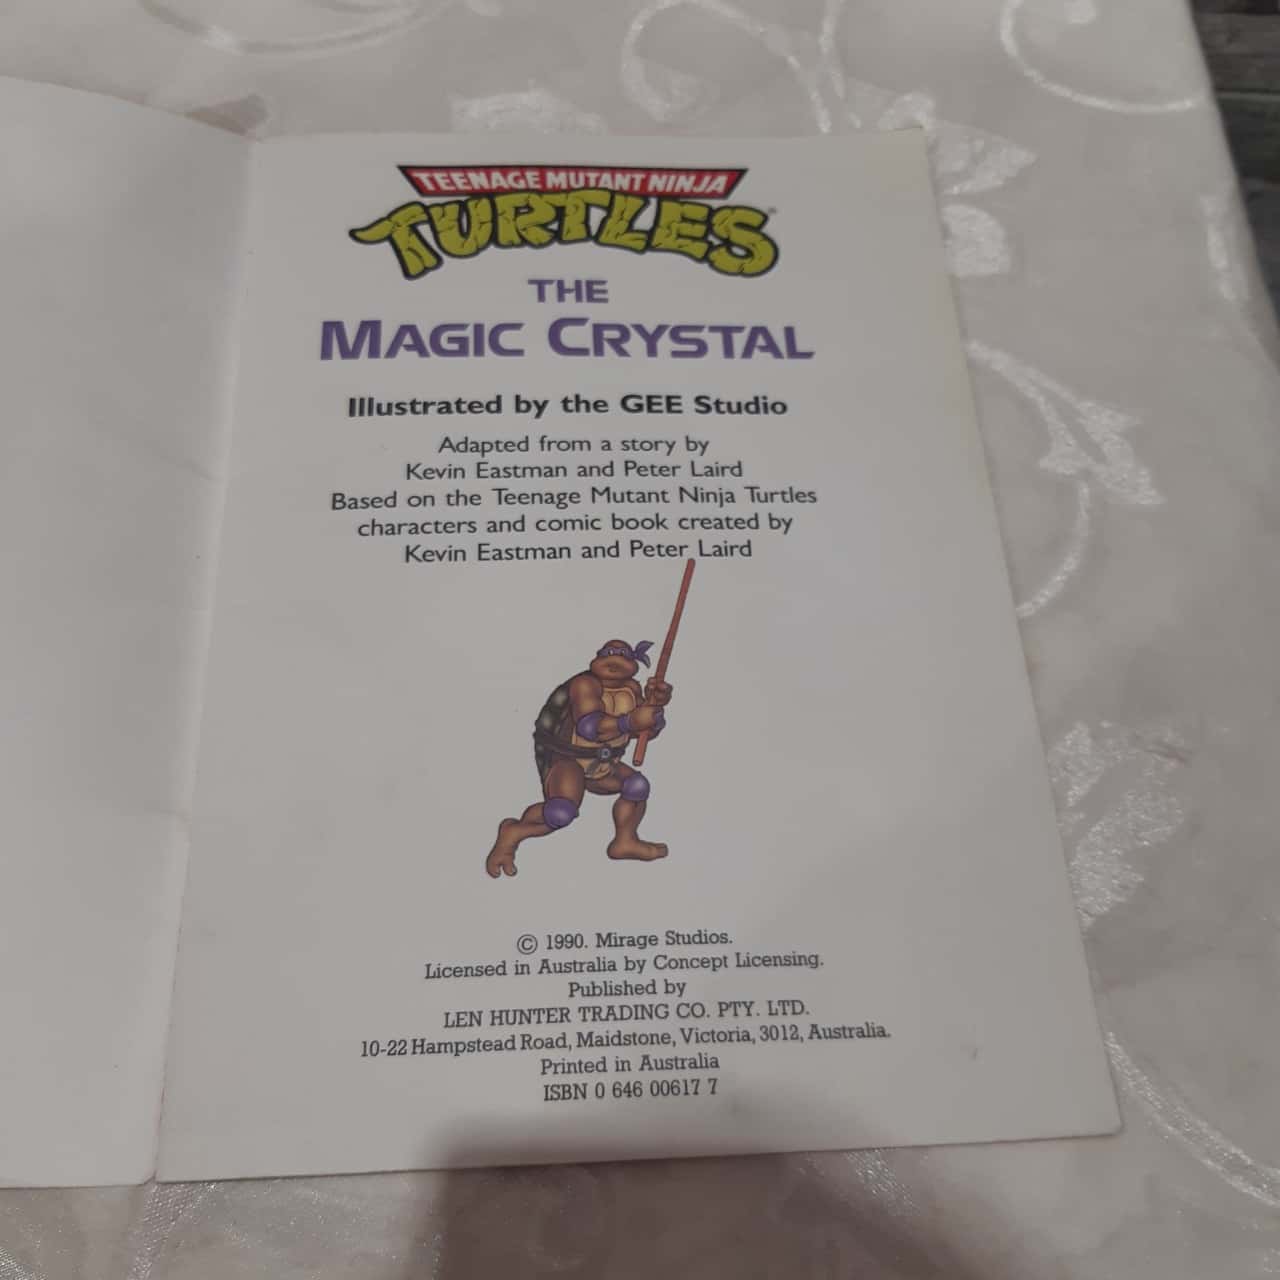 TEENAGE MUTANT NINJA
TURTLES
THE
MAGIC CRYSTAL
Illustrated by the GEE Studio
Adapted from a story by
Kevin Eastman and Peter Laird
Based on the Teenage Mutant Ninja Turtles
characters and comic book created by
Kevin Eastman and Peter Laird
© 1990. Mirage Studios.
Licensed in Australia by Concept Licensing.
Published by
LEN HUNTER TRADING CO. PTY. LTD.
10-22 Hampstead Road, Maidstone, Victoria, 3012, Australia.
Printed in Australia
ISBN 0 646 00617 7